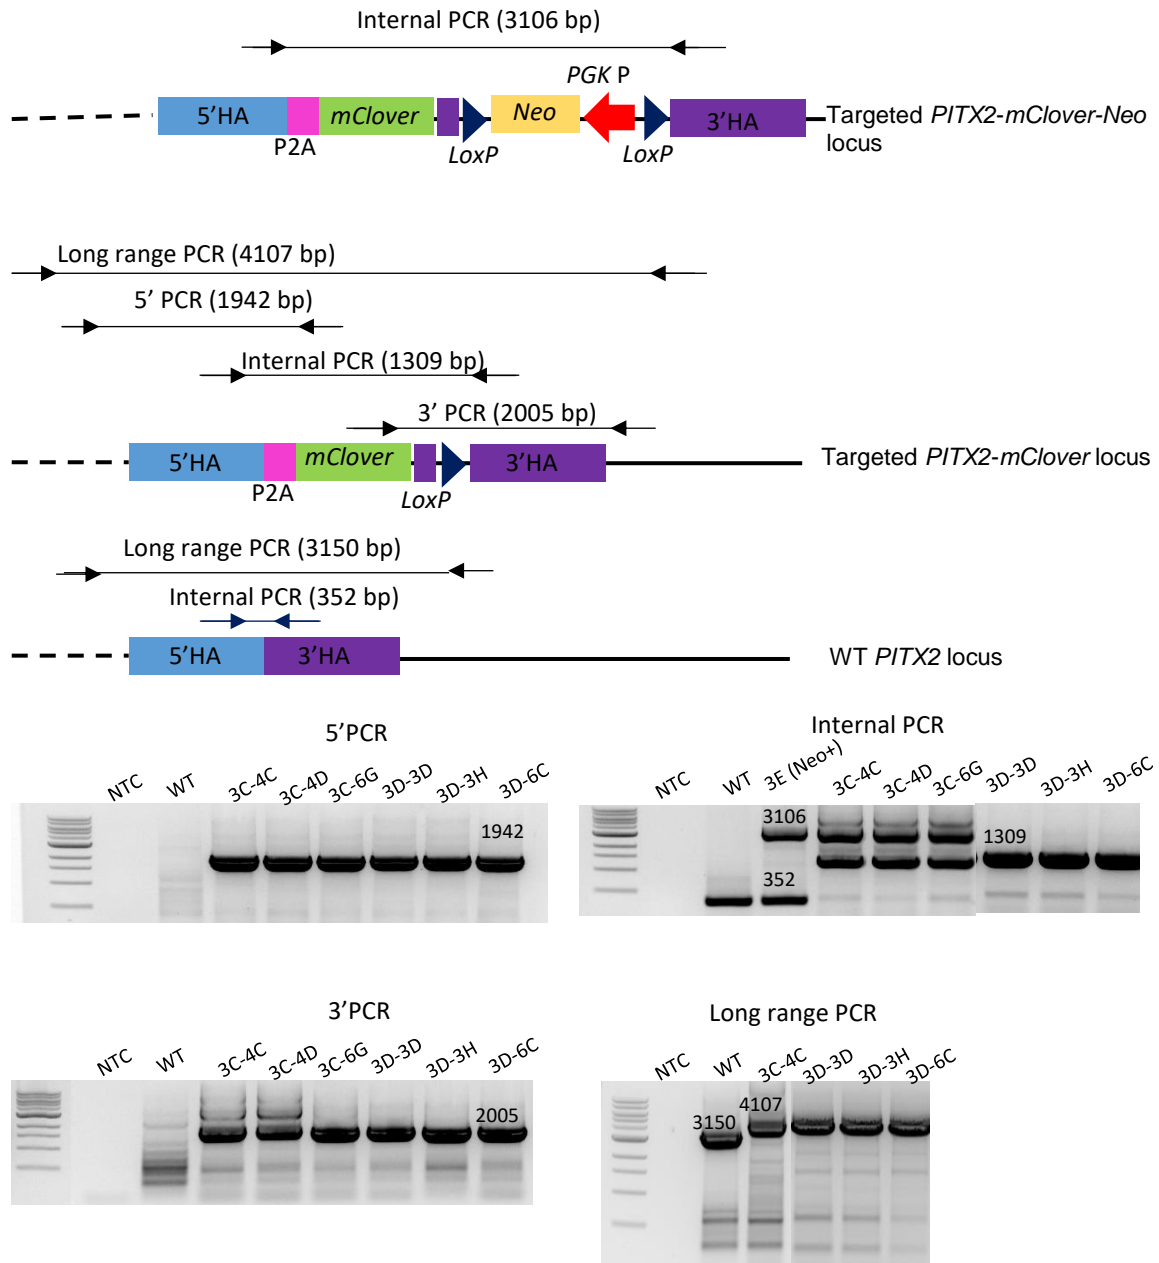 Internal PCR (3106 bp)
PGK P
5'HA
mClover
Neo
3'HA
P2A
LoxP
LoxP
Targeted PITX2-mClover-Neo
locus
Long range PCR (4107 bp)
5' PCR (1942 bp)
Internal PCR (1309 bp)
3' PCR (2005 bp)
5'HA
mClover
3'HA
P2A
LoxP
Targeted PITX2-mClover locus
Long range PCR (3150 bp)
Internal PCR (352 bp)
5'HA
3'HA
WT PITX2 locus
5'PCR
NTC
WT
3C-4C
3C-4D
3C-6G
3D-3D
3D-3H
3D-6C
1942
Internal PCR
NTC
WT
3E (Neo+)
3C-4C
3C-4D
3C-6G
3D-3D
3D-3H
3D-6C
3106
1309
352
3'PCR
NTC
WT
3C-4C
3C-4D
3C-6G
3D-3D
3D-3H
3D-6C
2005
Long range PCR
NTC
WT
3C-4C
3D-3D
3D-3H
3D-6C
4107
3150